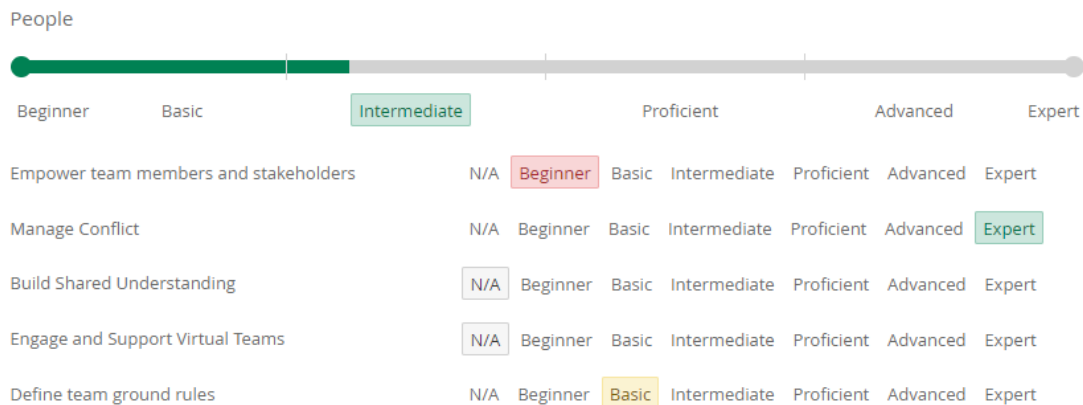 People
Beginner Basic Intermediate Proficient Advanced Expert
Empower team members and stakeholders N/A Beginner Basic Intermediate Proficient Advanced Expert
Manage Conflict N/A Beginner Basic Intermediate Proficient Advanced Expert
Build Shared Understanding N/A Beginner Basic Intermediate Proficient Advanced Expert
Engage and Support Virtual Teams N/A Beginner Basic Intermediate Proficient Advanced Expert
Define team ground rules N/A Beginner Basic Intermediate Proficient Advanced Expert